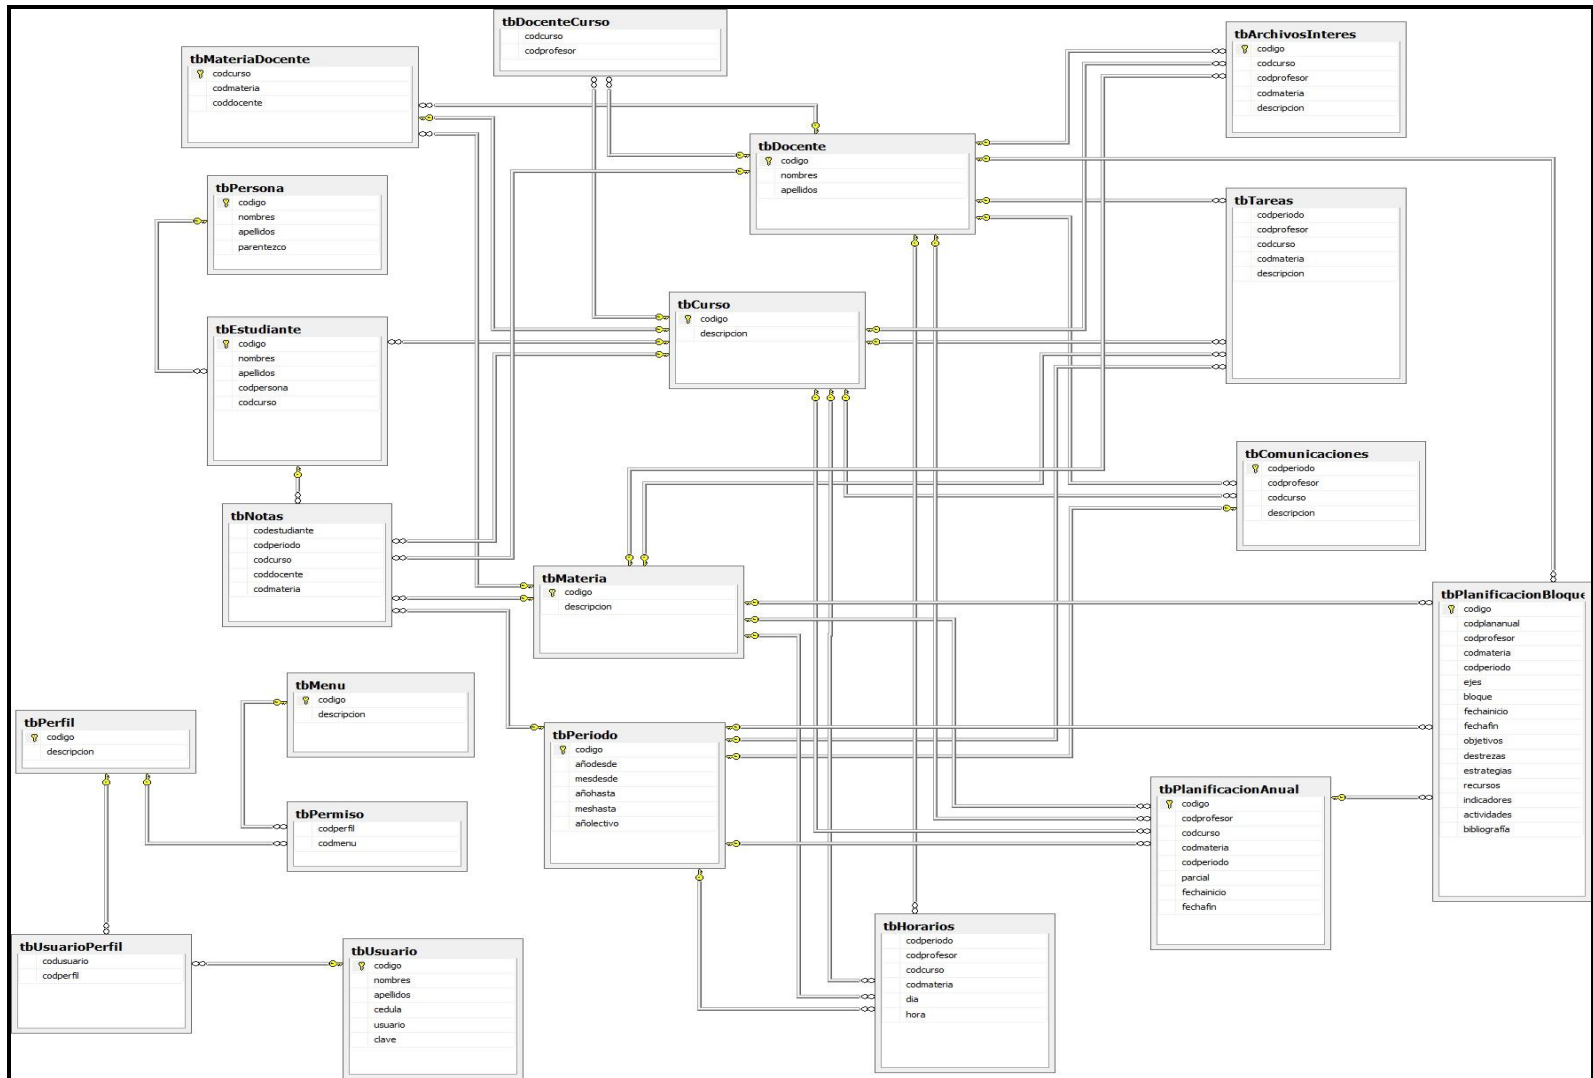 tbDocenteCurso
codcurso
codprofesor
tbMateriaDocente
codcurso
codmateria
coddocente
tbArchivosInteres
codigo
codcurso
codprofesor
codmateria
descripcion
tbDocente
codigo
nombres
apellidos
tbPersona
codigo
nombres
apellidos
parentezco
tbTareas
codperiodo
codprofesor
codcurso
codmateria
descripcion
tbCurso
codigo
descripcion
tbEstudiante
codigo
nombres
apellidos
codpersona
codcurso
tbComunicaciones
codperiodo
codprofesor
codcurso
descripcion
tbNotas
codestudiante
codperiodo
codcurso
coddocente
codmateria
tbMateria
codigo
descripcion
tbPlanificacionBloque
codigo
codplananual
codprofesor
codmateria
codperiodo
ejes
bloque
fechainicio
fechafin
objetivos
destrezas
estrategias
recursos
indicadores
actividades
bibliografía
tbMenu
codigo
descripcion
tbPerfil
codigo
descripcion
tbPeriodo
codigo
añodesde
mesdesde
añohasta
meshasta
añolectivo
tbPermiso
codperfil
codmenu
tbPlanificacionAnual
codigo
codprofesor
codcurso
codmateria
codperiodo
parcial
fechainicio
fechafin
tbHorarios
codperiodo
codprofesor
codcurso
codmateria
dia
hora
tbUsuarioPerfil
codusuario
codperfil
tbUsuario
codigo
nombres
apellidos
cedula
usuario
clave